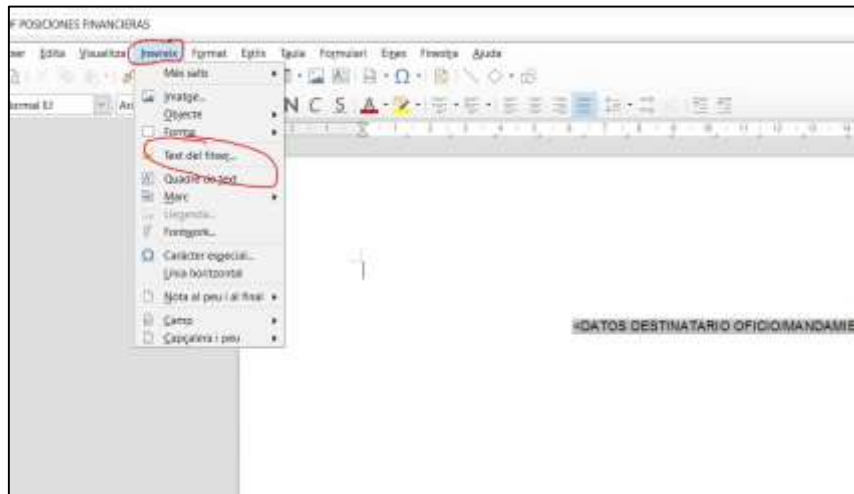 F POSICIONES FINANCIERAS
Edita Visualitza Insereix Format Estils Taula Formulari Eines Finestra Ajuda
Més salts
Imatge...
Objecte
Forma
Text del fitxer...
Quadre de text
Marc
Llegenda...
Fontwork...
Caràcter especial...
Línia horitzontal
Nota al peu i al final
Camp
Capçalera i peu
N C S A
<DATOS DESTINATARIO OFICIO/MANDAMIE